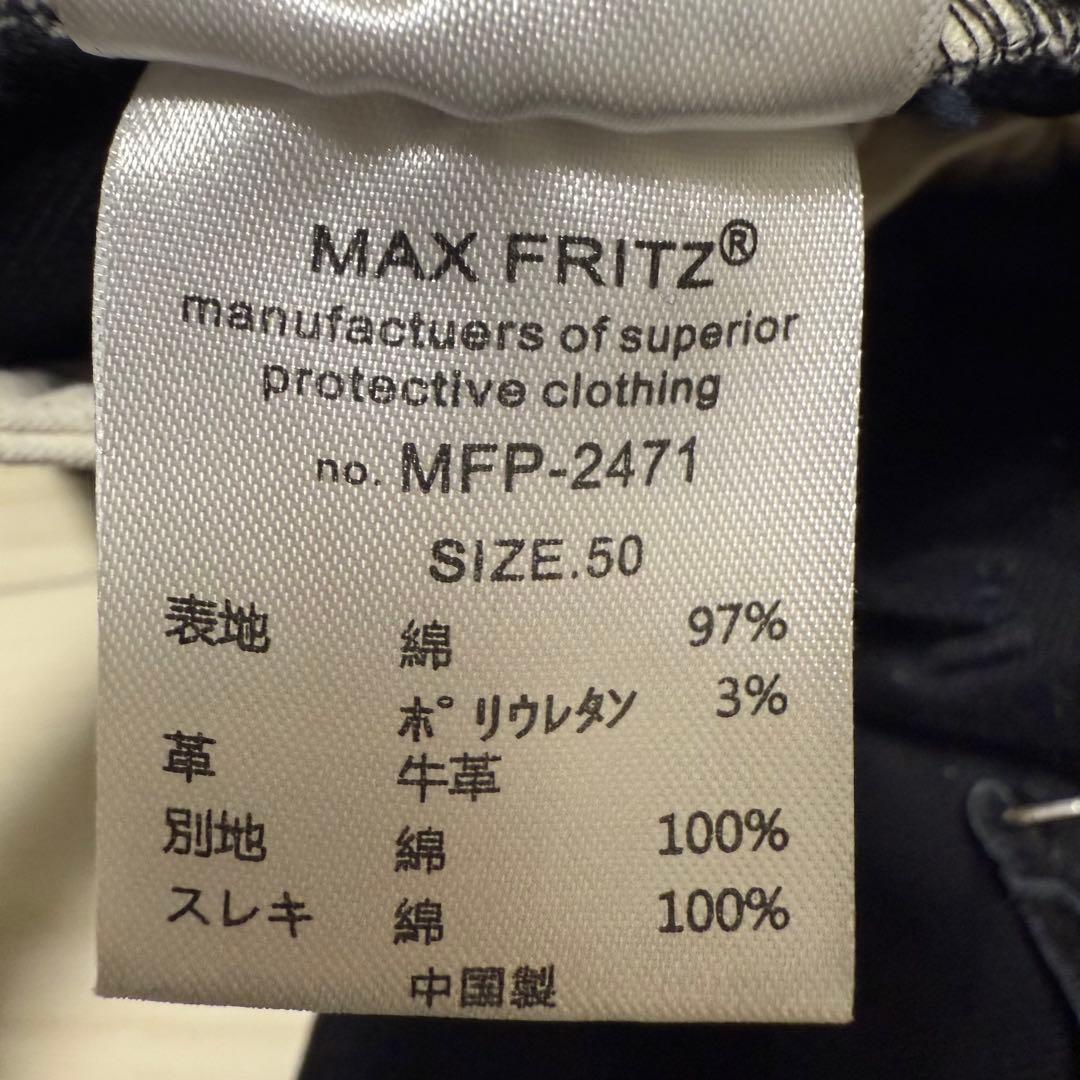 MAX FRITZ®
manufactuers of superior
protective clothing
no. MFP-2471
SIZE.50
表地 綿 97%
ポリウレタン 3%
革 牛革
別地 綿 100%
スレキ 綿 100%
中国製